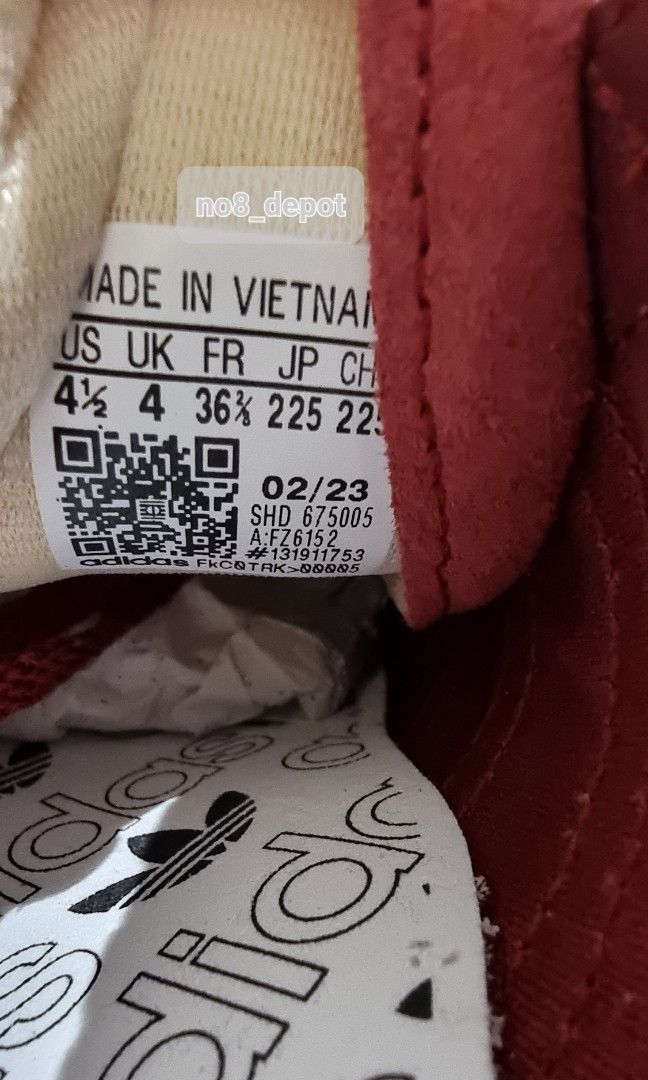 no8_depot
MADE IN VIETNAM
US UK FR JP CH
4½ 4 36⅔ 225 225
02/23
SHD 675005
A:FZ6152
#131911753
adidas FkC0TRK>00005
adidas
adid